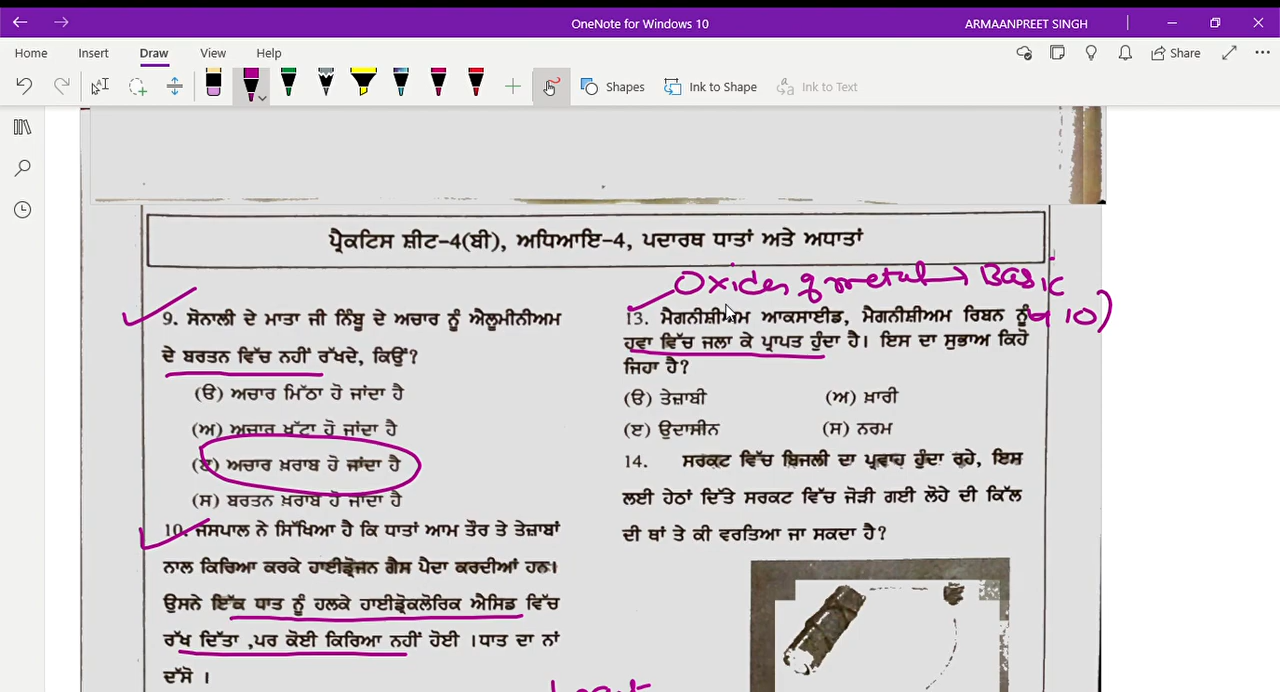 OneNote for Windows 10
ARMAANPREET SINGH
Home Insert Draw View Help
Share
Shapes Ink to Shape Ink to Text
ਪ੍ਰੈਕਟਿਸ ਸ਼ੀਟ-4(ਬੀ), ਅਧਿਆਇ-4, ਪਦਾਰਥ ਧਾਤਾਂ ਅਤੇ ਅਧਾਤਾਂ
9. ਸੋਨਾਲੀ ਦੇ ਮਾਤਾ ਜੀ ਨਿੰਬੂ ਦੇ ਅਚਾਰ ਨੂੰ ਐਲੂਮੀਨੀਅਮ
ਦੇ ਬਰਤਨ ਵਿੱਚ ਨਹੀਂ ਰੱਖਦੇ, ਕਿਉਂ?
(ੳ) ਅਚਾਰ ਮਿੱਠਾ ਹੋ ਜਾਂਦਾ ਹੈ
(ਅ) ਅਚਾਰ ਖੱਟਾ ਹੋ ਜਾਂਦਾ ਹੈ
(ੲ) ਅਚਾਰ ਖ਼ਰਾਬ ਹੋ ਜਾਂਦਾ ਹੈ
(ਸ) ਬਰਤਨ ਖ਼ਰਾਬ ਹੋ ਜਾਂਦਾ ਹੈ
10. ਜਸਪਾਲ ਨੇ ਸਿੱਖਿਆ ਹੈ ਕਿ ਧਾਤਾਂ ਆਮ ਤੌਰ ਤੇ ਤੇਜ਼ਾਬਾਂ
ਨਾਲ ਕਿਰਿਆ ਕਰਕੇ ਹਾਈਡ੍ਰੋਜਨ ਗੈਸ ਪੈਦਾ ਕਰਦੀਆਂ ਹਨ।
ਉਸਨੇ ਇੱਕ ਧਾਤ ਨੂੰ ਹਲਕੇ ਹਾਈਡ੍ਰੋਕਲੋਰਿਕ ਐਸਿਡ ਵਿੱਚ
ਰੱਖ ਦਿੱਤਾ ,ਪਰ ਕੋਈ ਕਿਰਿਆ ਨਹੀਂ ਹੋਈ ।ਧਾਤ ਦਾ ਨਾਂ
ਦੱਸੋ ।
Oxides of metal → Basic
13. ਮੈਗਨੀਸ਼ੀਅਮ ਆਕਸਾਈਡ, ਮੈਗਨੀਸ਼ੀਅਮ ਰਿਬਨ ਨੂੰ
10)
ਹਵਾ ਵਿੱਚ ਜਲਾ ਕੇ ਪ੍ਰਾਪਤ ਹੁੰਦਾ ਹੈ। ਇਸ ਦਾ ਸੁਭਾਅ ਕਿਹੋ
ਜਿਹਾ ਹੈ?
(ੳ) ਤੇਜ਼ਾਬੀ (ਅ) ਖ਼ਾਰੀ
(ੲ) ਉਦਾਸੀਨ (ਸ) ਨਰਮ
14. ਸਰਕਟ ਵਿੱਚ ਬਿਜਲੀ ਦਾ ਪ੍ਰਵਾਹ ਹੁੰਦਾ ਰਹੇ, ਇਸ
ਲਈ ਹੇਠਾਂ ਦਿੱਤੇ ਸਰਕਟ ਵਿੱਚ ਜੋੜੀ ਗਈ ਲੋਹੇ ਦੀ ਕਿੱਲ
ਦੀ ਥਾਂ ਤੇ ਕੀ ਵਰਤਿਆ ਜਾ ਸਕਦਾ ਹੈ?